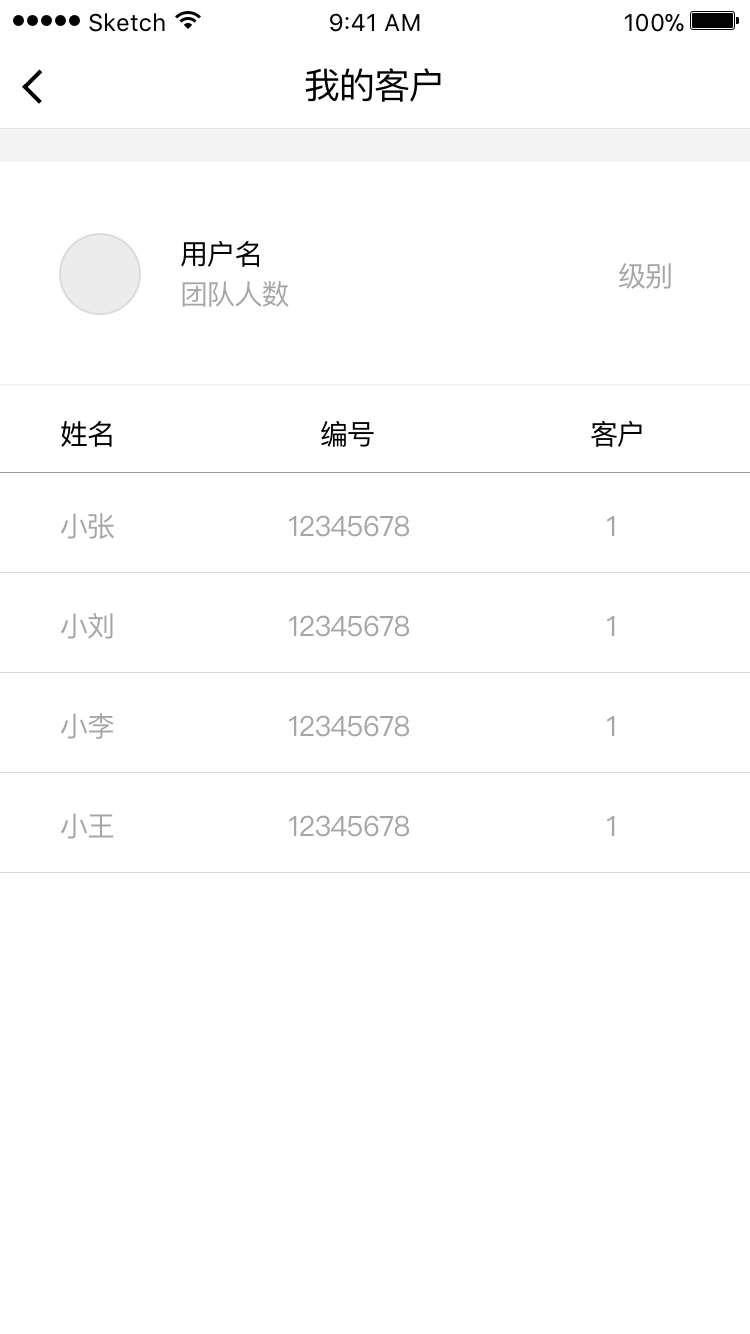 Sketch 9:41 AM 100%
我的客户
用户名
团队人数
级别
姓名 编号 客户
小张 12345678 1
小刘 12345678 1
小李 12345678 1
小王 12345678 1